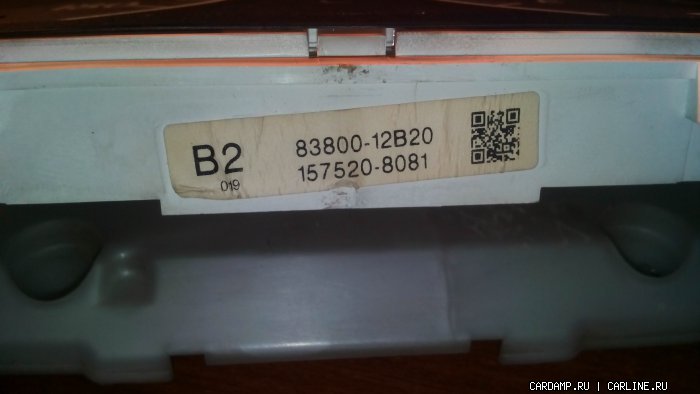 B2
019
83800-12B20
157520-8081
CARDAMP.RU | CARLINE.RU